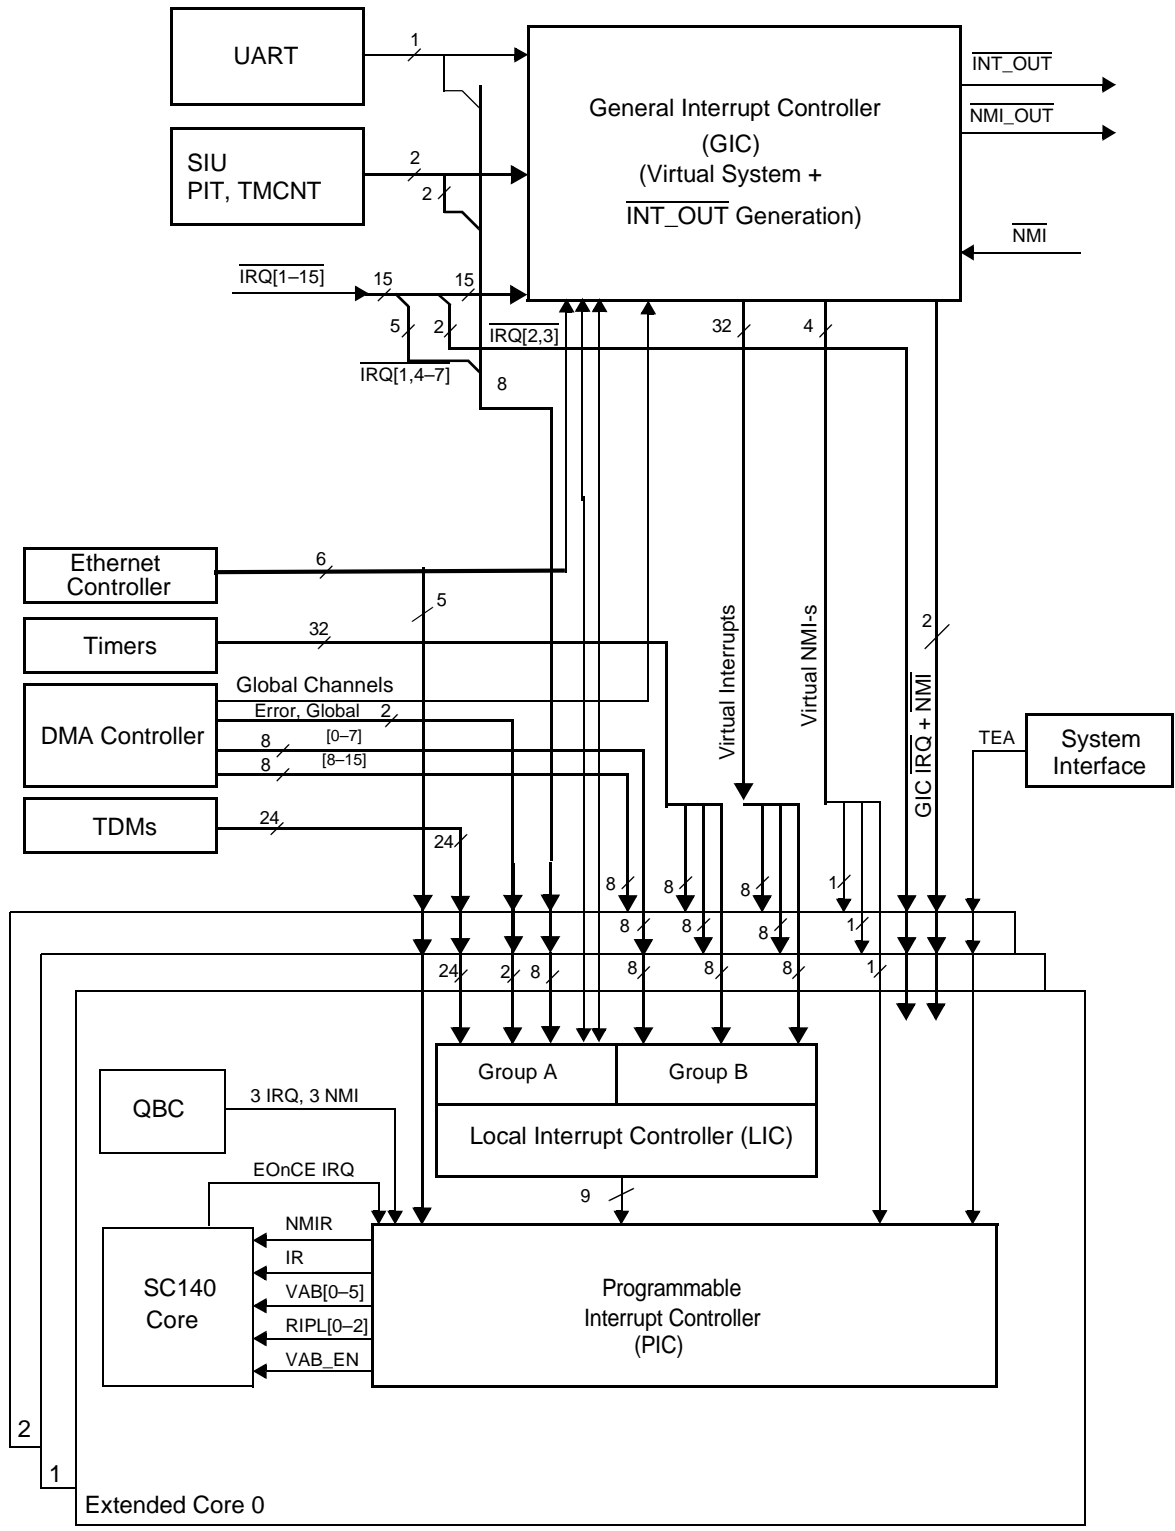 UART
1
General Interrupt Controller
(GIC)
(Virtual System +
INT_OUT Generation)
INT_OUT
NMI_OUT
NMI
SIU
PIT, TMCNT
2
2
IRQ[1–15]
15
15
5
2
IRQ[2,3]
IRQ[1,4–7]
8
32
4
Ethernet
Controller
6
5
Timers
32
DMA Controller
Global Channels
Error, Global
2
8
[0–7]
8
[8–15]
TDMs
24
24
Virtual Interrupts
Virtual NMI-s
2
GIC IRQ + NMI
TEA
System
Interface
8
8
8
1
8
8
8
1
24
2
8
8
8
8
1
Group A
Group B
Local Interrupt Controller (LIC)
QBC
3 IRQ, 3 NMI
EOnCE IRQ
9
SC140
Core
NMIR
IR
VAB[0–5]
RIPL[0–2]
VAB_EN
Programmable
Interrupt Controller
(PIC)
2
1
Extended Core 0